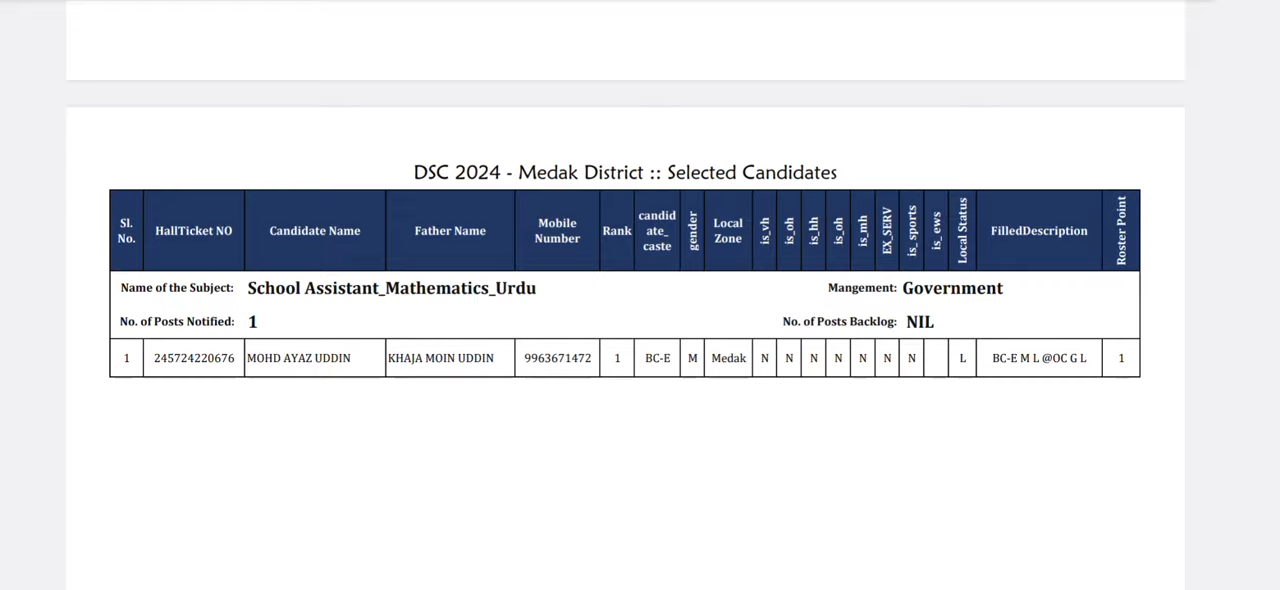 DSC 2024 - Medak District :: Selected Candidates
Sl. No. HallTicket NO Candidate Name Father Name Mobile Number Rank candid ate_ caste gender Local Zone is_vh is_oh is_hh is_oh is_mh EX_SERV is_sports is_ews Local Status FilledDescription Roster Point
Name of the Subject: School Assistant_Mathematics_Urdu Mangement: Government
No. of Posts Notified: 1 No. of Posts Backlog: NIL
1 245724220676 MOHD AYAZ UDDIN KHAJA MOIN UDDIN 9963671472 1 BC-E M Medak N N N N N N N L BC-E M L @OC G L 1